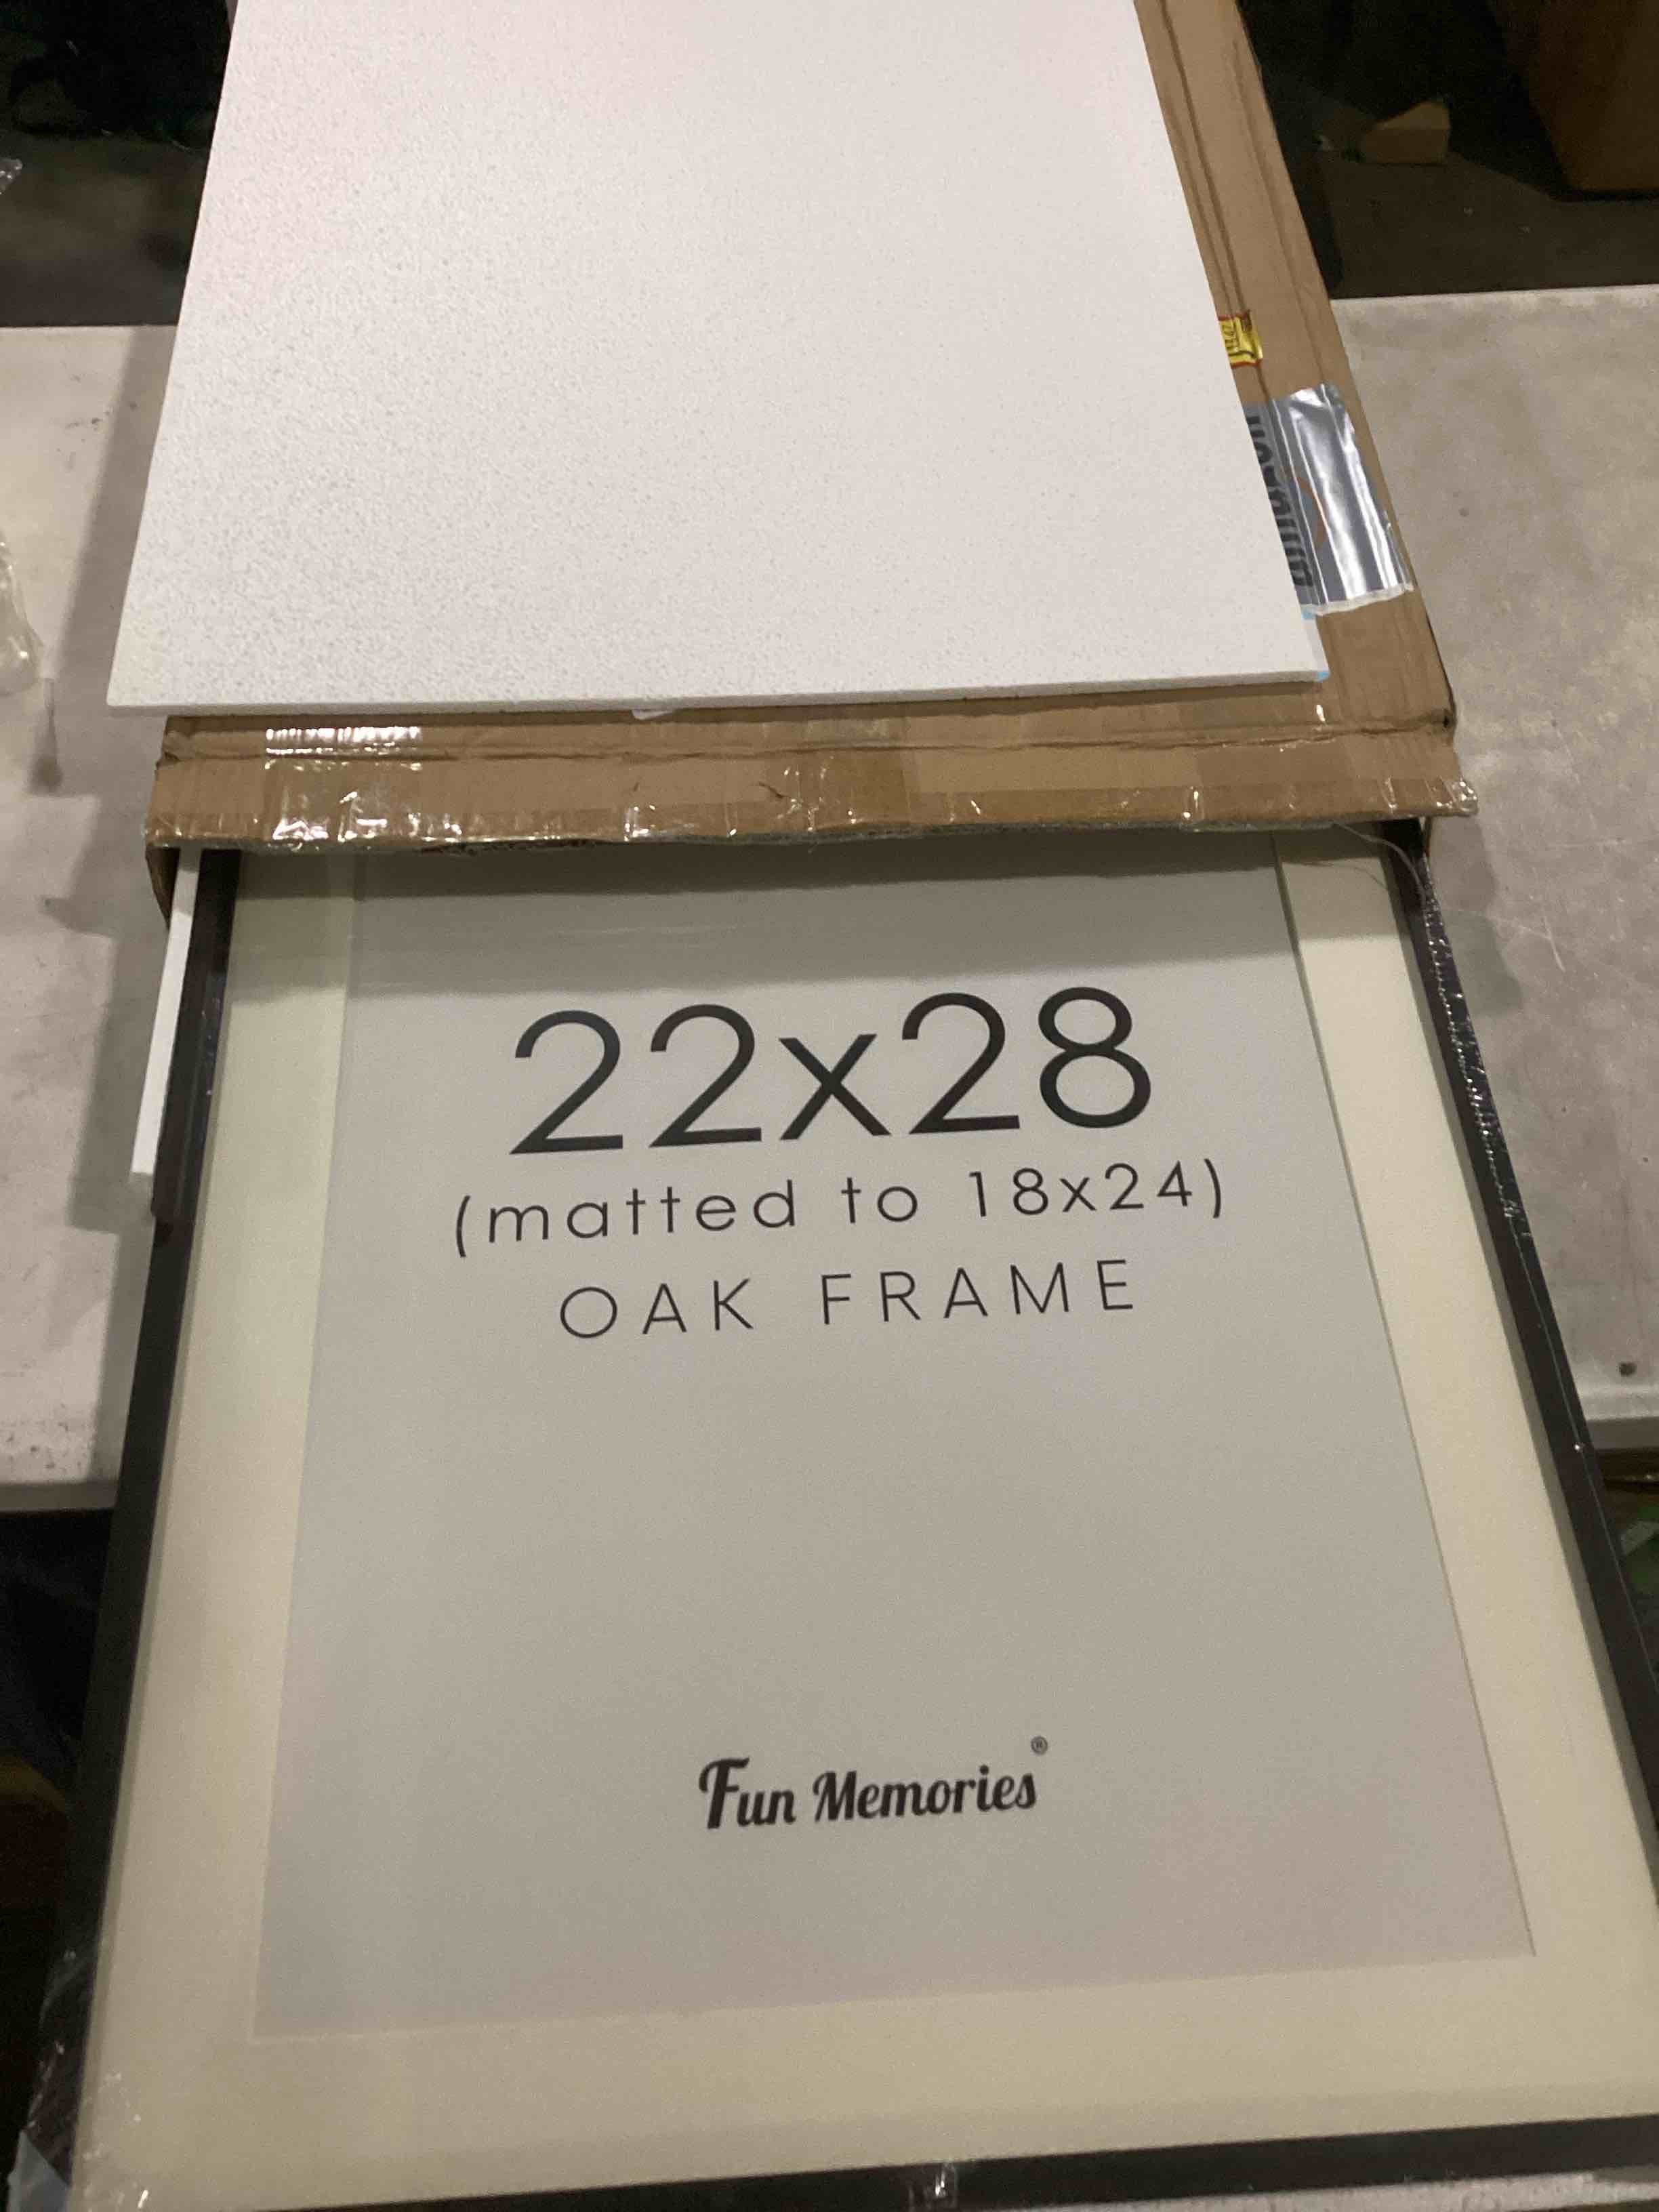 22x28
(matted to 18x24)
OAK FRAME
Fun Memories®